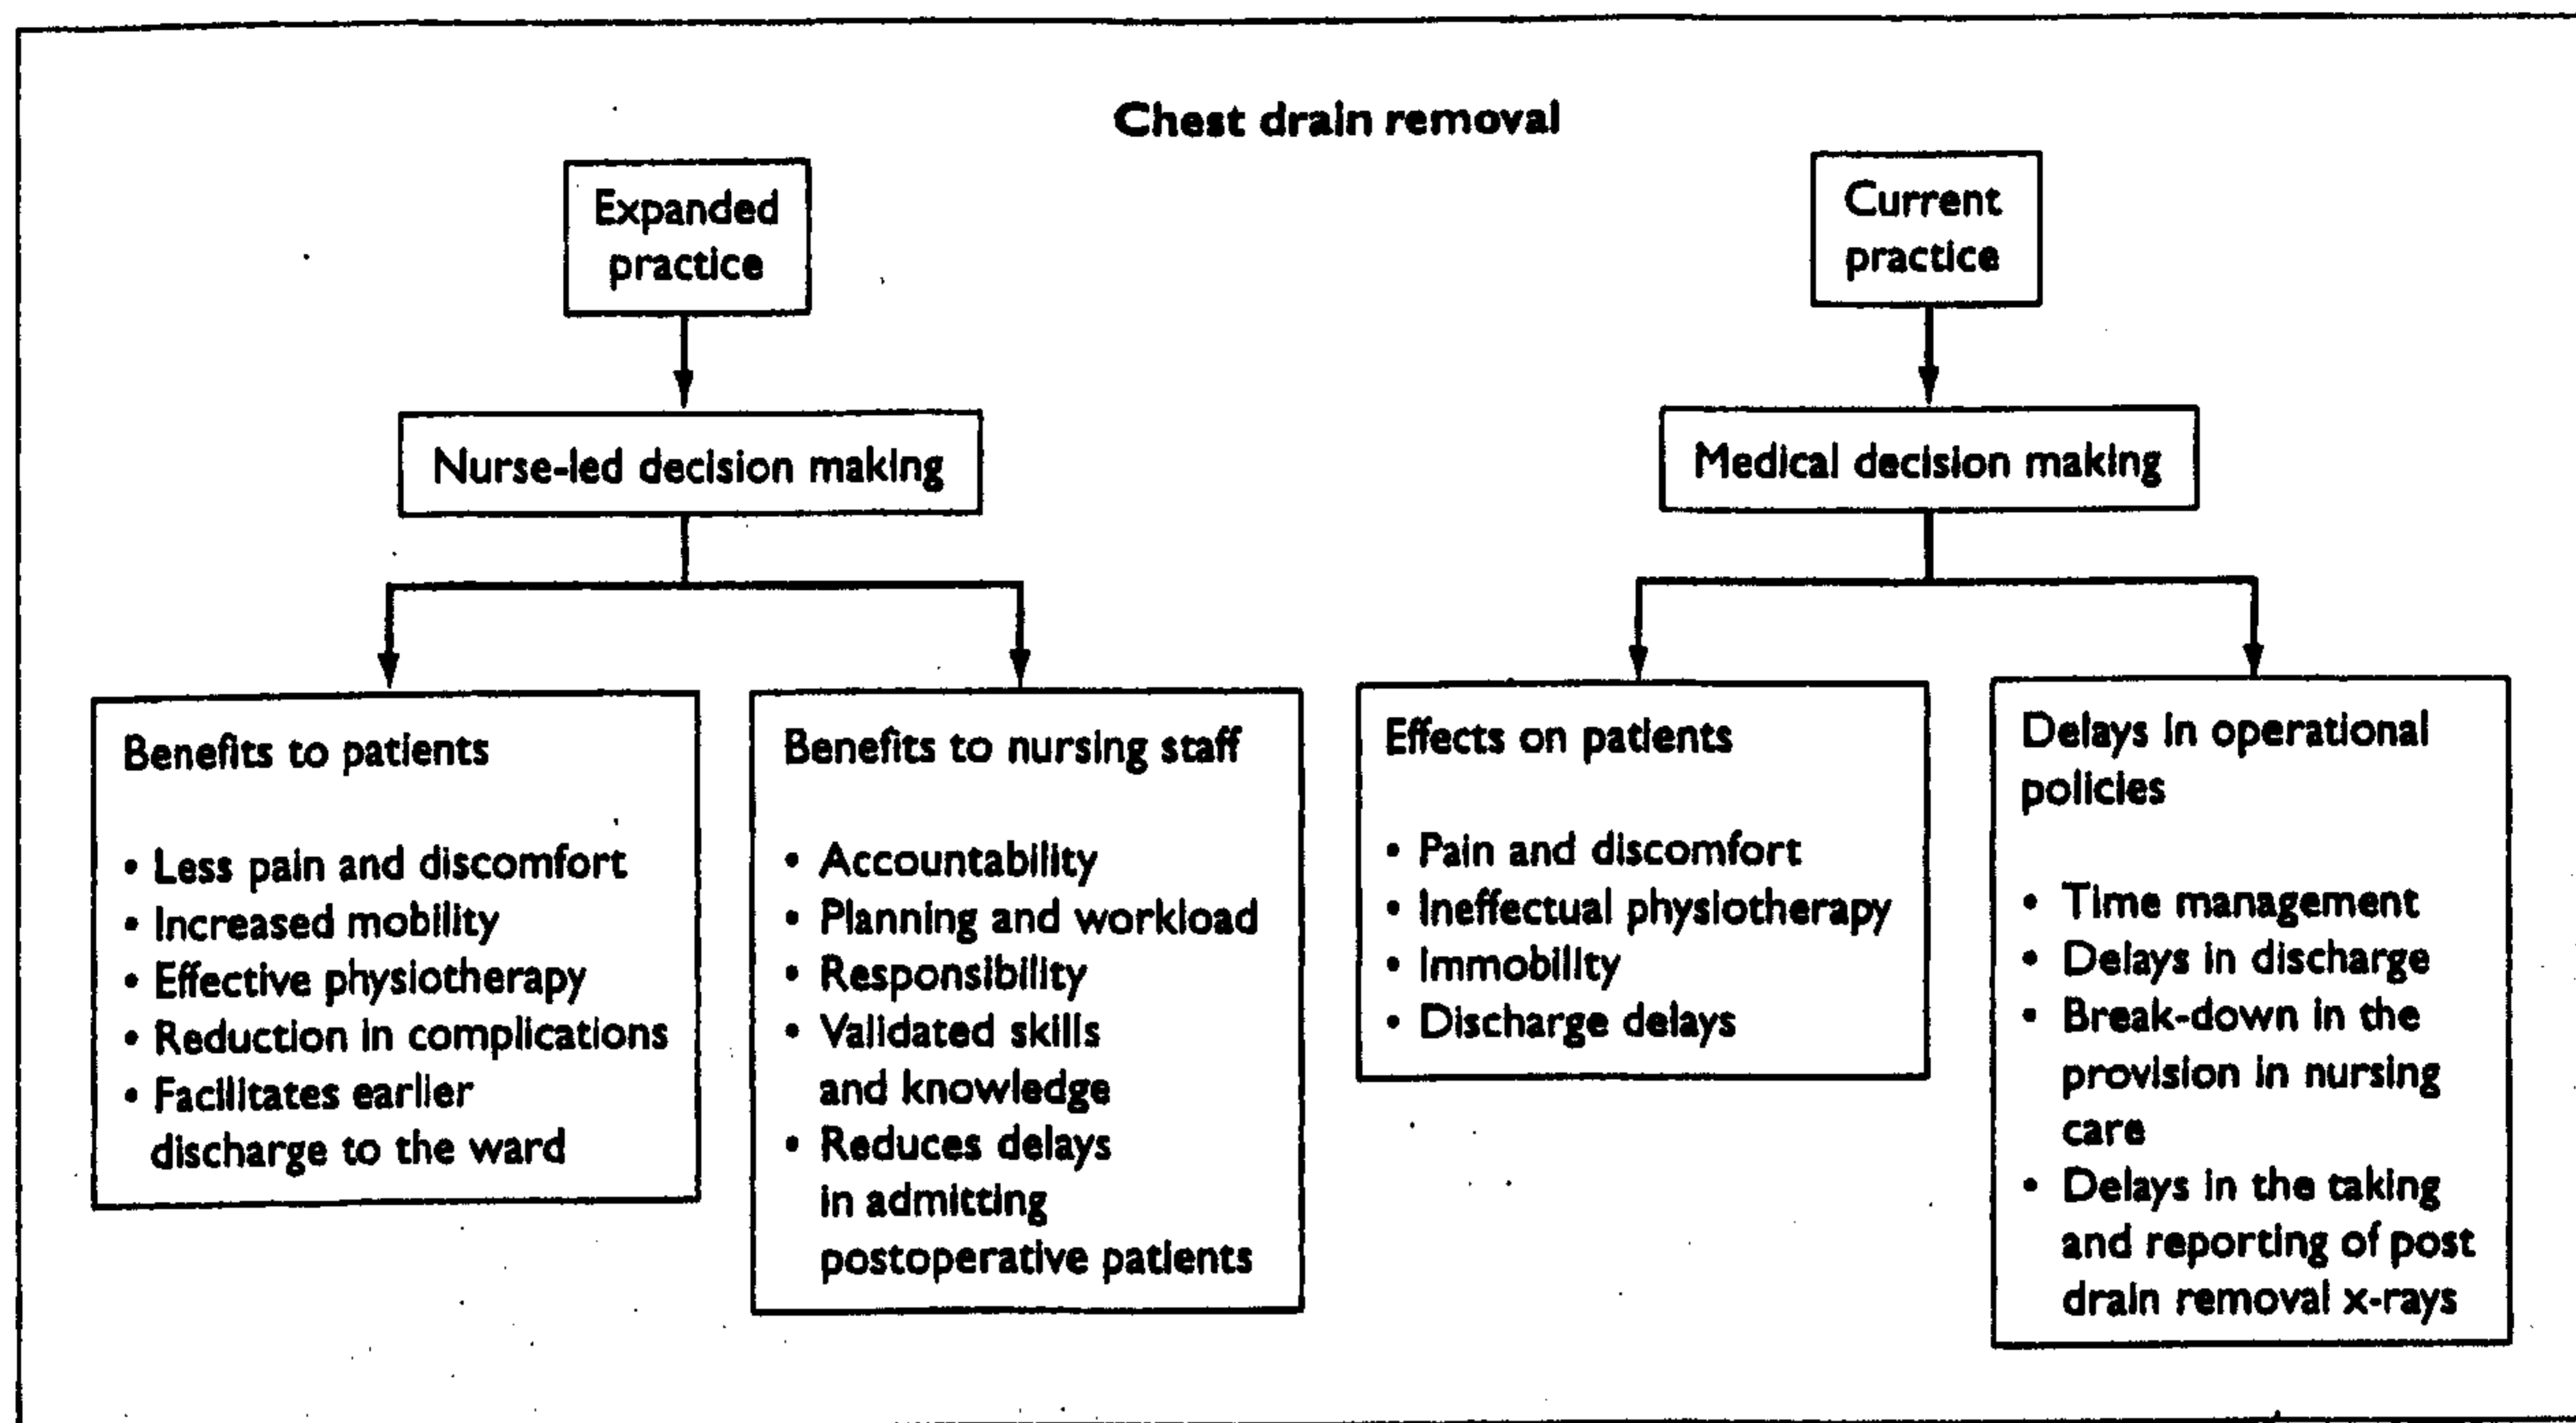 Chest drain removal
Expanded
practice
Nurse-led decision making
Benefits to patients
• Less pain and discomfort
• Increased mobility
• Effective physiotherapy
• Reduction in complications
• Facilitates earlier
discharge to the ward
Benefits to nursing staff
• Accountability
• Planning and workload
• Responsibility
• Validated skills
and knowledge
• Reduces delays
in admitting
postoperative patients
Current
practice
Medical decision making
Effects on patients
• Pain and discomfort
• Ineffectual physiotherapy
• Immobility
• Discharge delays
Delays in operational
policies
• Time management
• Delays in discharge
• Break-down in the
provision in nursing
care
• Delays in the taking
and reporting of post
drain removal x-rays